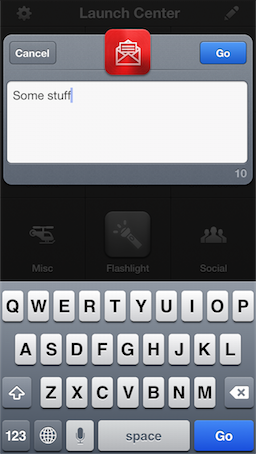 Launch Center
Cancel
Go
Some stuff
10
Misc
Flashlight
Social
Q W E R T Y U I O P
A S D F G H J K L
Z X C V B N M
123
space
Go